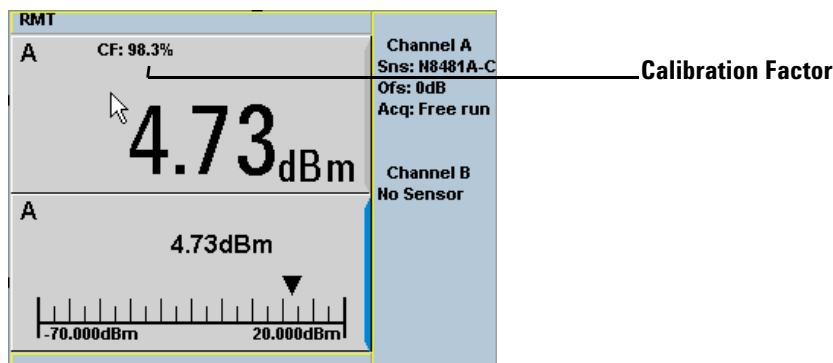 RMT
A
CF: 98.3%
4.73dBm
Channel A
Sns: N8481A-C
Ofs: 0dB
Acq: Free run
Channel B
No Sensor
Calibration Factor
A
4.73dBm
-70.000dBm 20.000dBm